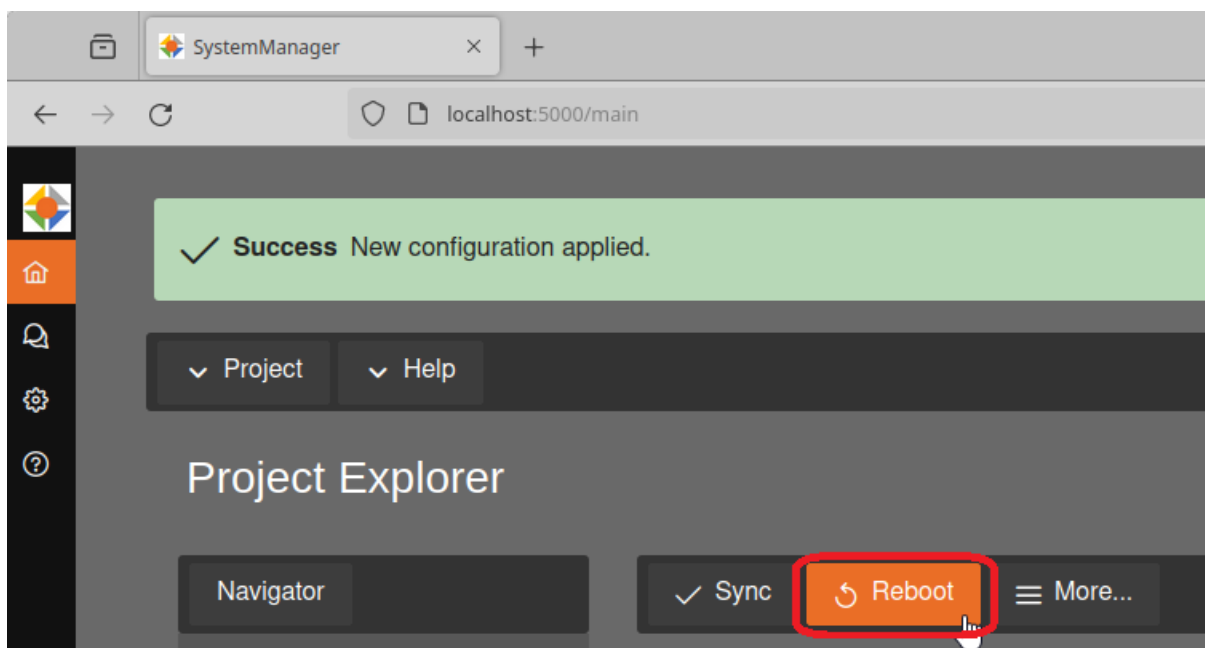 SystemManager
localhost:5000/main
Success New configuration applied.
Project Help
Project Explorer
Navigator Sync Reboot More...